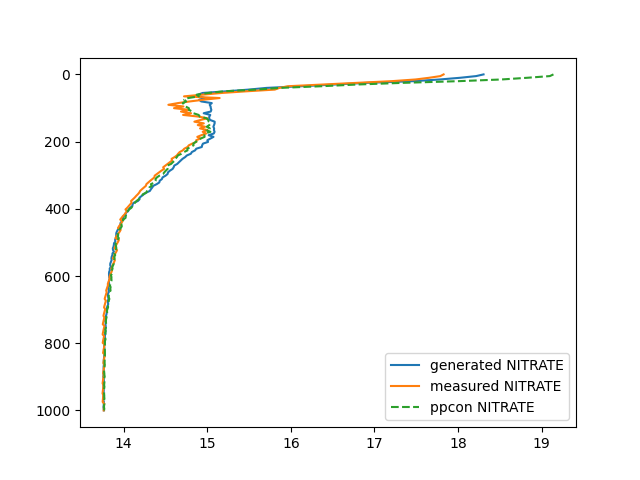 0
200
400
600
800
1000
14 15 16 17 18 19
generated NITRATE
measured NITRATE
ppcon NITRATE